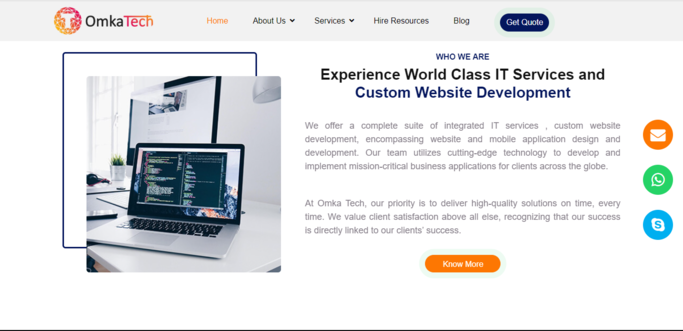 OmkaTech
Home
About Us
Services
Hire Resources
Blog
Get Quote
WHO WE ARE
Experience World Class IT Services and
Custom Website Development
We offer a complete suite of integrated IT services , custom website
development, encompassing website and mobile application design and
development. Our team utilizes cutting-edge technology to develop and
implement mission-critical business applications for clients across the globe.
At Omka Tech, our priority is to deliver high-quality solutions on time, every
time. We value client satisfaction above all else, recognizing that our success
is directly linked to our clients' success.
Know More